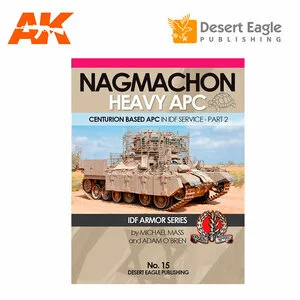 AK
Desert Eagle
PUBLISHING
NAGMACHON
HEAVY APC
CENTURION BASED APC IN IDF SERVICE - PART 2
IDF ARMOR SERIES
by MICHAEL MASS
and ADAM O'BRIEN
No. 15
DESERT EAGLE PUBLISHING